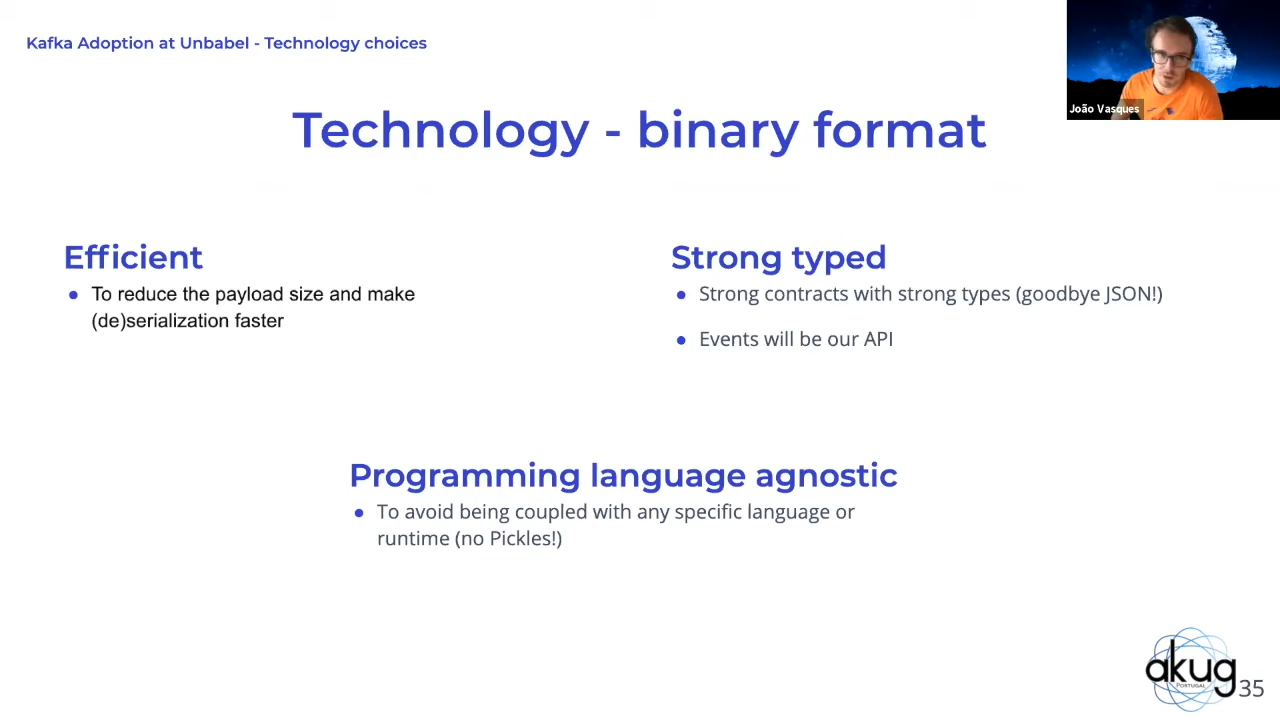 Kafka Adoption at Unbabel - Technology choices
João Vasques
Technology - binary format
Efficient
● To reduce the payload size and make
(de)serialization faster
Strong typed
● Strong contracts with strong types (goodbye JSON!)
● Events will be our API
Programming language agnostic
● To avoid being coupled with any specific language or
runtime (no Pickles!)
akug
PORTUGAL
35